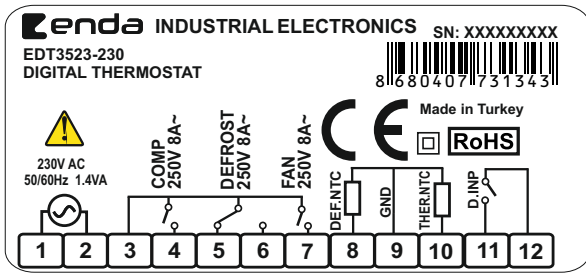 enda INDUSTRIAL ELECTRONICS
SN: XXXXXXXXX
EDT3523-230
DIGITAL THERMOSTAT
8 680407 731343
Made in Turkey
CE
RoHS
230V AC
50/60Hz 1.4VA
COMP
250V 8A~
DEFROST
250V 8A~
FAN
250V 8A~
DEF.NTC
GND
THER.NTC
D.INP
1 2 3 4 5 6 7 8 9 10 11 12